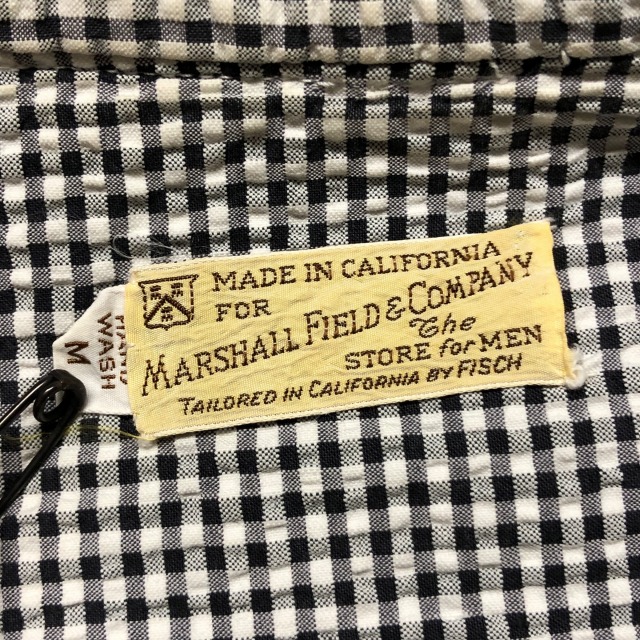 MADE IN CALIFORNIA
FOR
MARSHALL FIELD & COMPANY
The
STORE for MEN
TAILORED IN CALIFORNIA BY FISCH
HAND
WASH
M